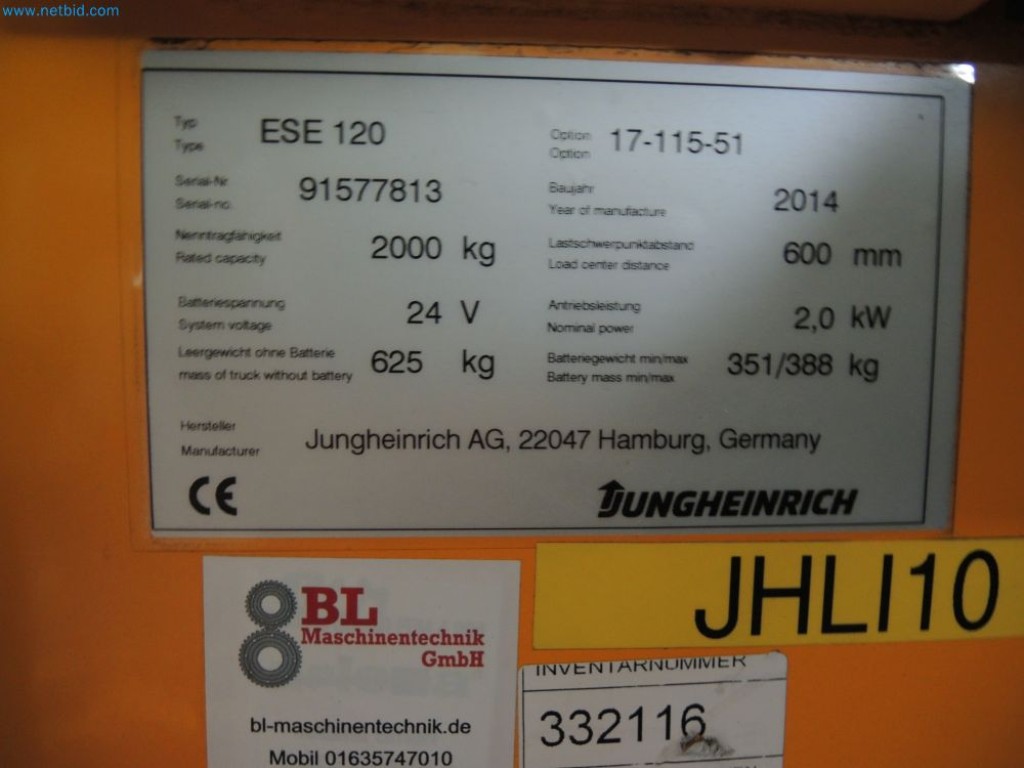 www.netbid.com
Typ
Type
ESE 120
Option
Option
17-115-51
Serial-Nr
Serial-no.
91577813
Baujahr
Year of manufacture
2014
Nenntragfähigkeit
Rated capacity
2000 kg
Lastschwerpunktabstand
Load center distance
600 mm
Batteriespannung
System voltage
24 V
Antriebsleistung
Nominal power
2,0 kW
Leergewicht ohne Batterie
mass of truck without battery
625 kg
Batteriegewicht min/max
Battery mass min/max
351/388 kg
Hersteller
Manufacturer
Jungheinrich AG, 22047 Hamburg, Germany
CE
JUNGHEINRICH
JHLI10
BL
Maschinentechnik
GmbH
bl-maschinentechnik.de
Mobil 01635747010
INVENTARNUMMER
332116